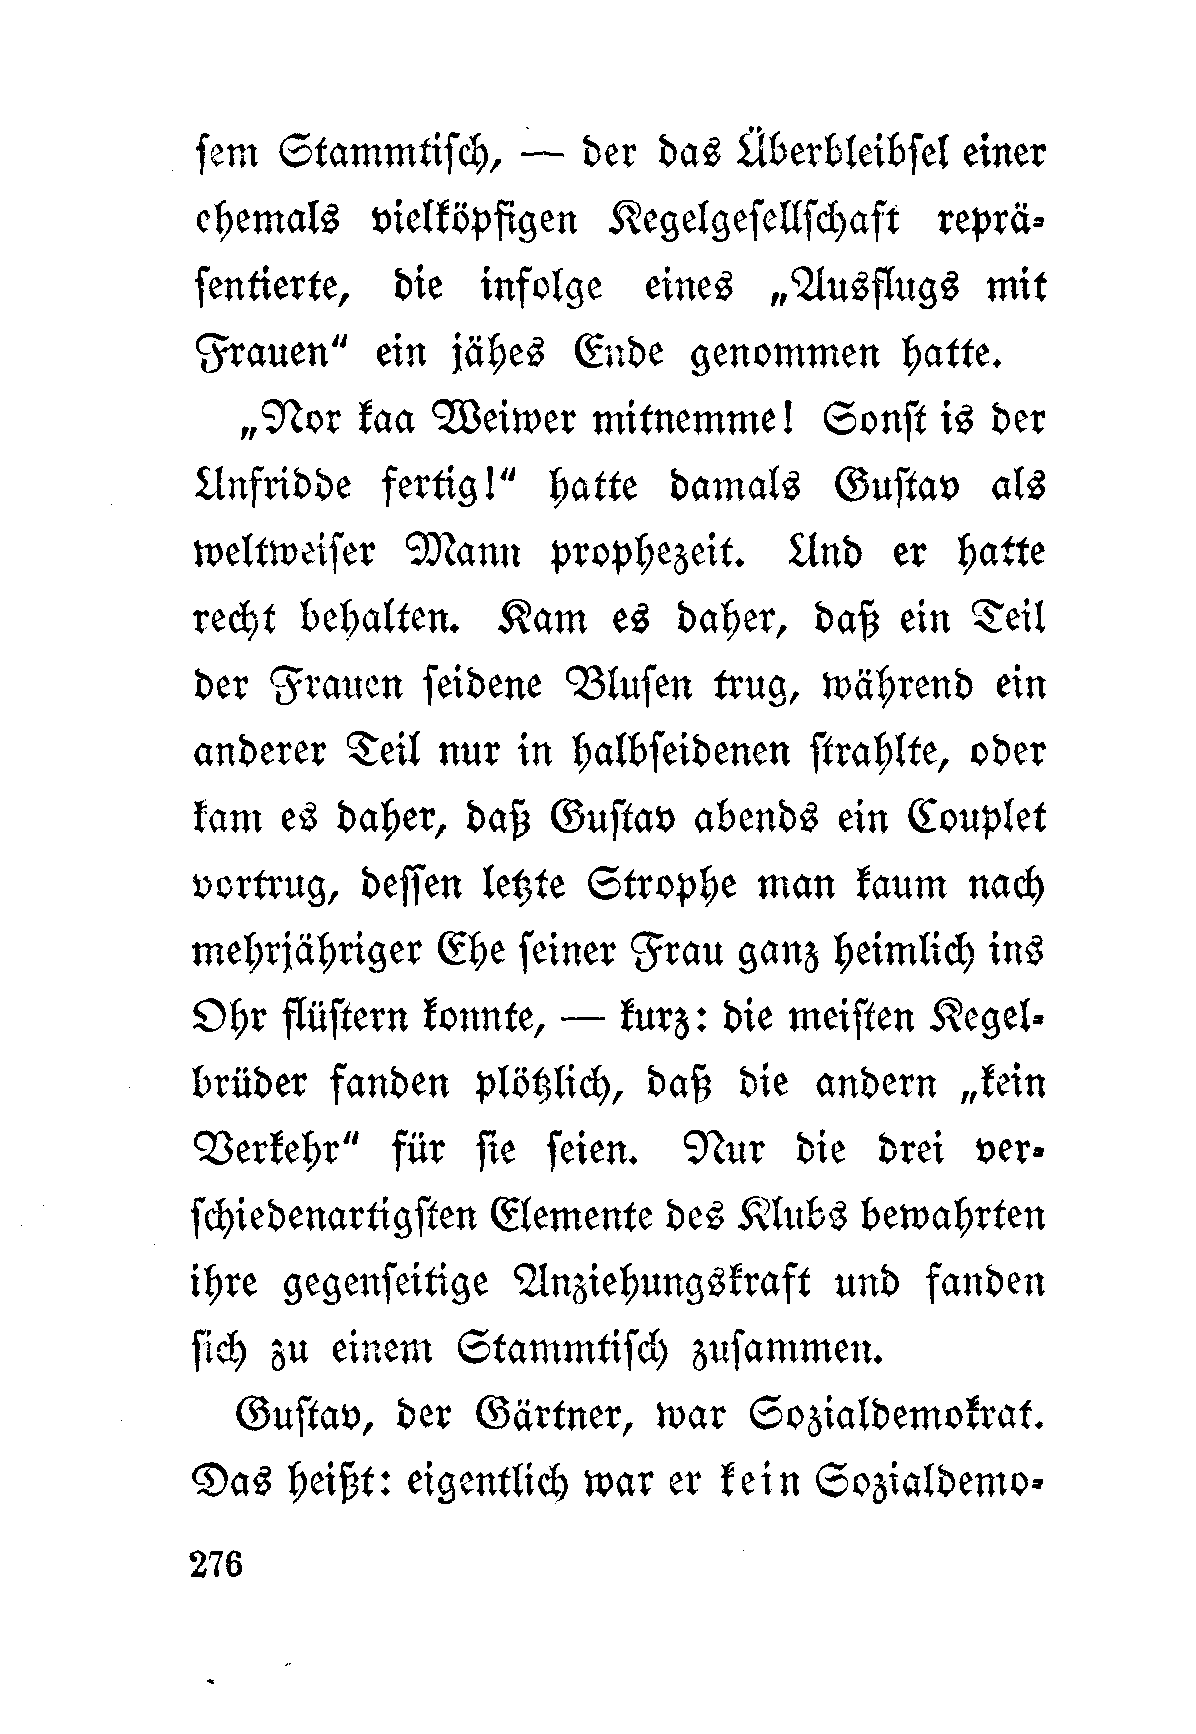 sem Stammtisch, — der das Überbleibsel einer
ehemals vielköpfigen Kegelgesellschaft reprä-
sentierte, die infolge eines „Ausflugs mit
Frauen“ ein jähes Ende genommen hatte.
„Nor kaa Weiwer mitnemme! Sonst is der
Unfridde fertig!“ hatte damals Gustav als
weltweiser Mann prophezeit. Und er hatte
recht behalten. Kam es daher, daß ein Teil
der Frauen seidene Blusen trug, während ein
anderer Teil nur in halbseidenen strahlte, oder
kam es daher, daß Gustav abends ein Couplet
vortrug, dessen letzte Strophe man kaum nach
mehrjähriger Ehe seiner Frau ganz heimlich ins
Ohr flüstern konnte, — kurz: die meisten Kegel-
brüder fanden plötzlich, daß die andern „kein
Verkehr“ für sie seien. Nur die drei ver-
schiedenartigsten Elemente des Klubs bewahrten
ihre gegenseitige Anziehungskraft und fanden
sich zu einem Stammtisch zusammen.
Gustav, der Gärtner, war Sozialdemokrat.
Das heißt: eigentlich war er kein Sozialdemo-
276